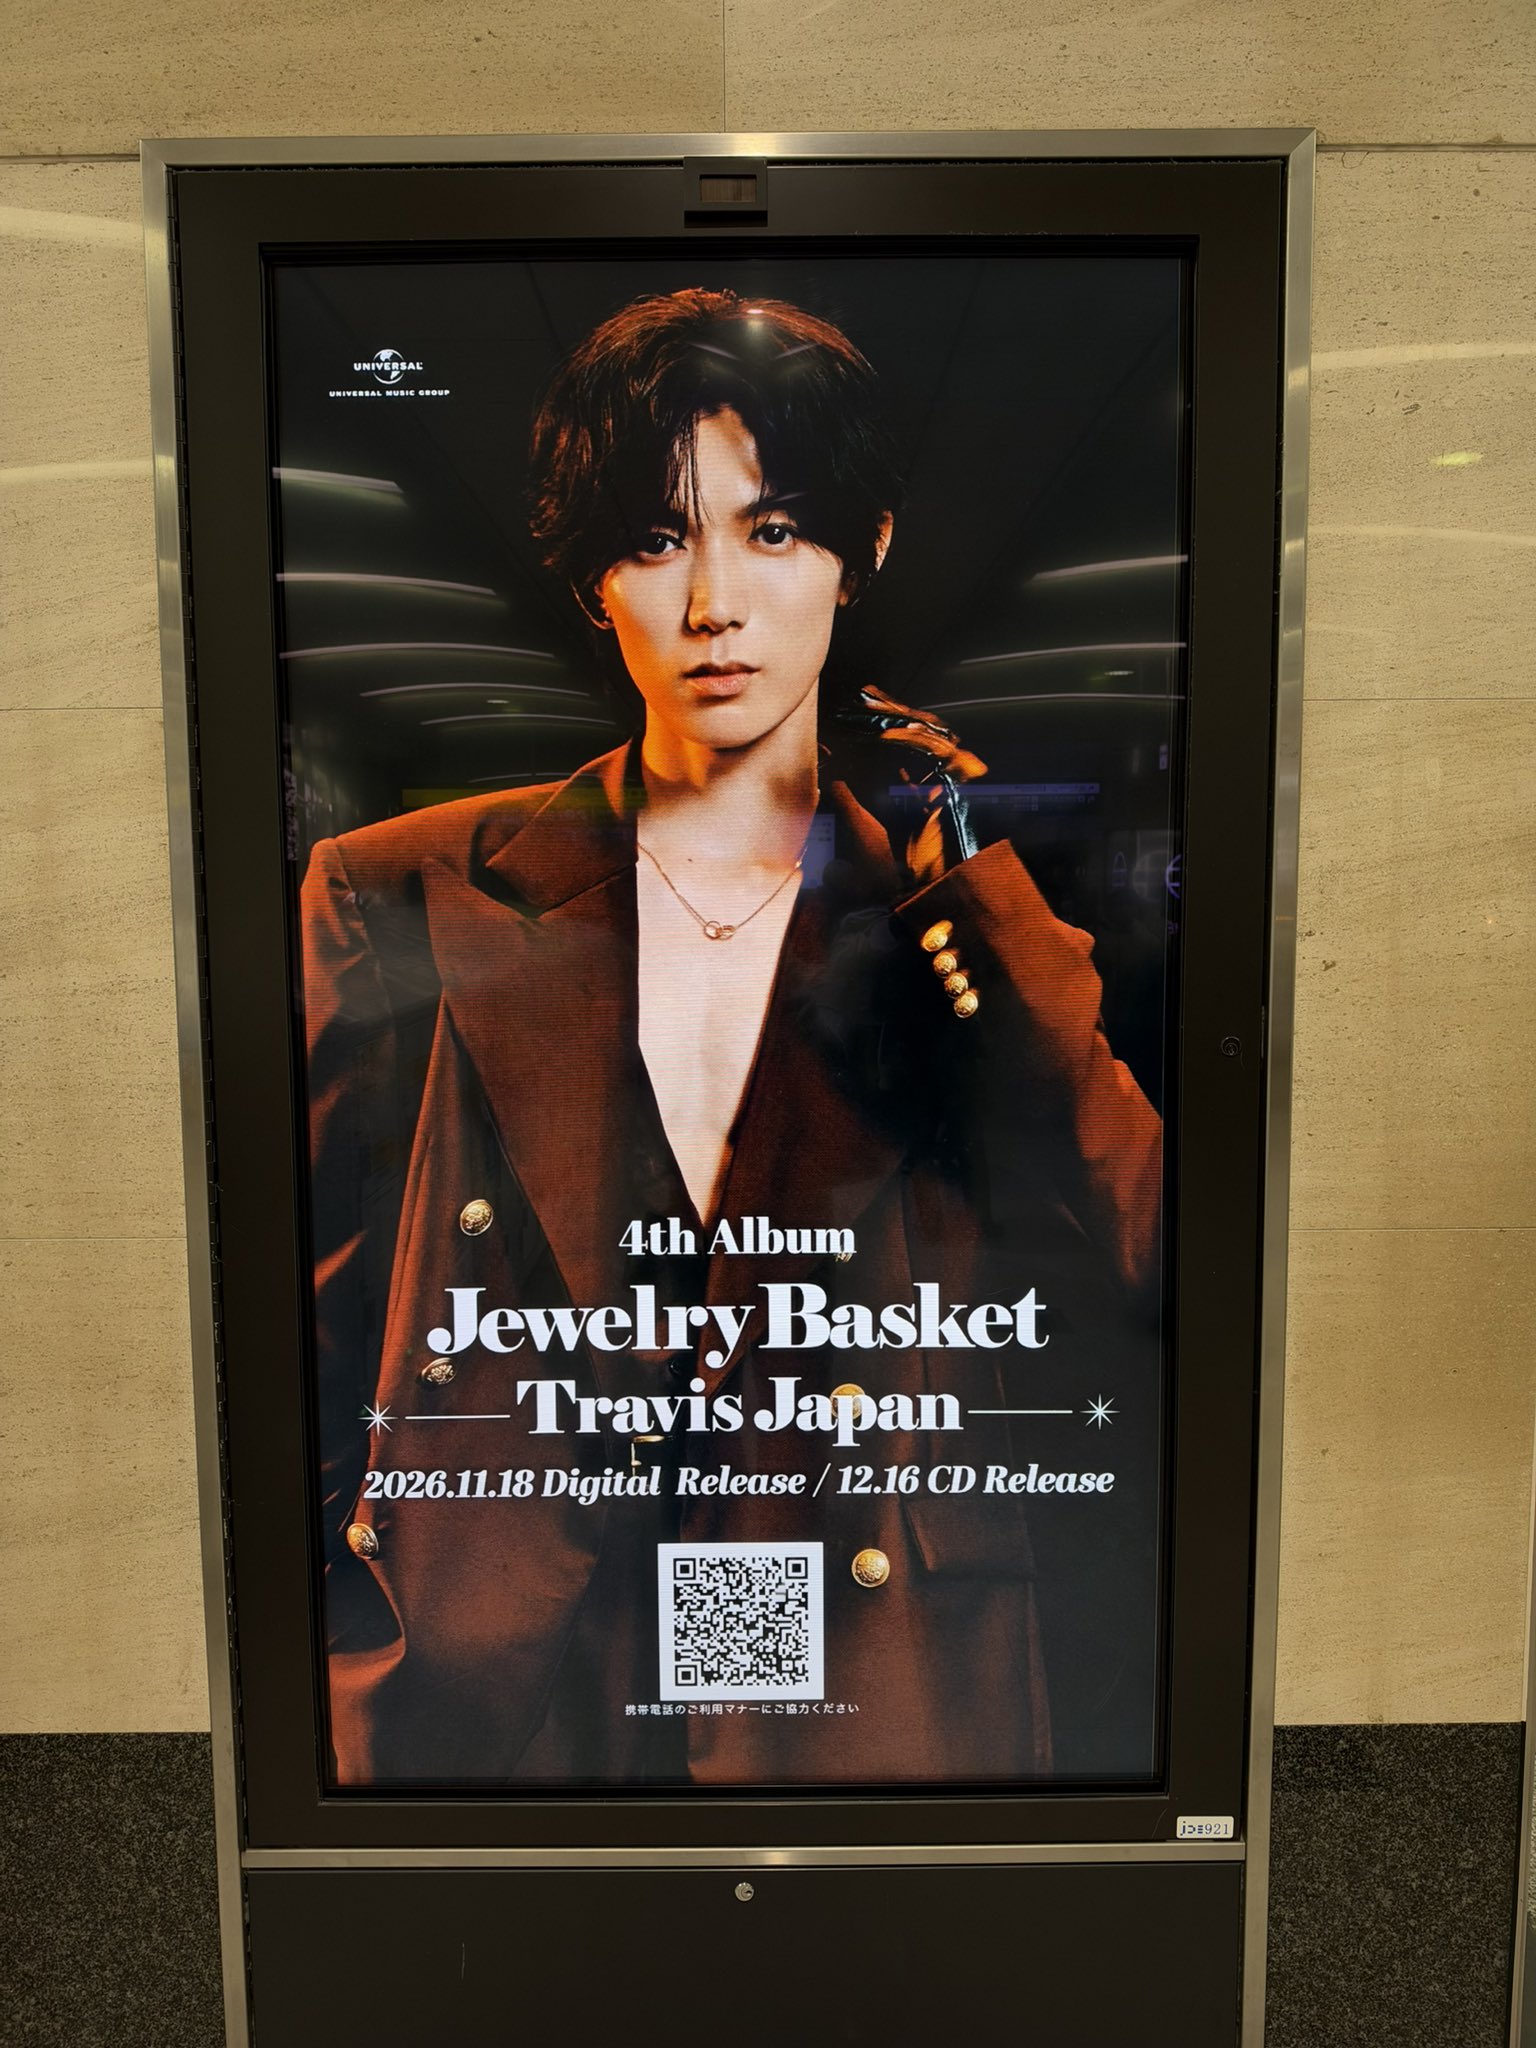 UNIVERSAL
UNIVERSAL MUSIC GROUP
4th Album
Jewelry Basket
Travis Japan
2026.11.18 Digital Release / 12.16 CD Release
携帯電話のご利用マナーにご協力ください
921